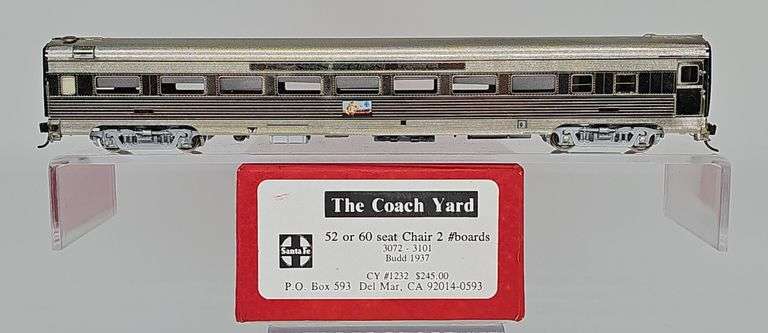 The Coach Yard
52 or 60 seat Chair 2 #boards
3072 - 3101
Budd 1937
Santa Fe
CY #1232 $245.00
P.O. Box 593 Del Mar, CA 92014-0593